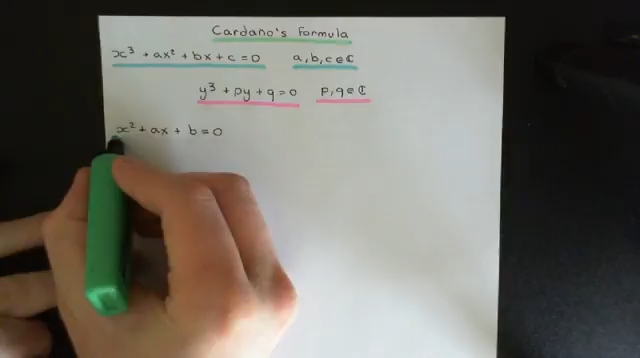 Cardano's Formula
x³ + ax² + bx + c = 0 a, b, c ∈ ℂ
y³ + py + q = 0 p, q ∈ ℂ
x² + ax + b = 0